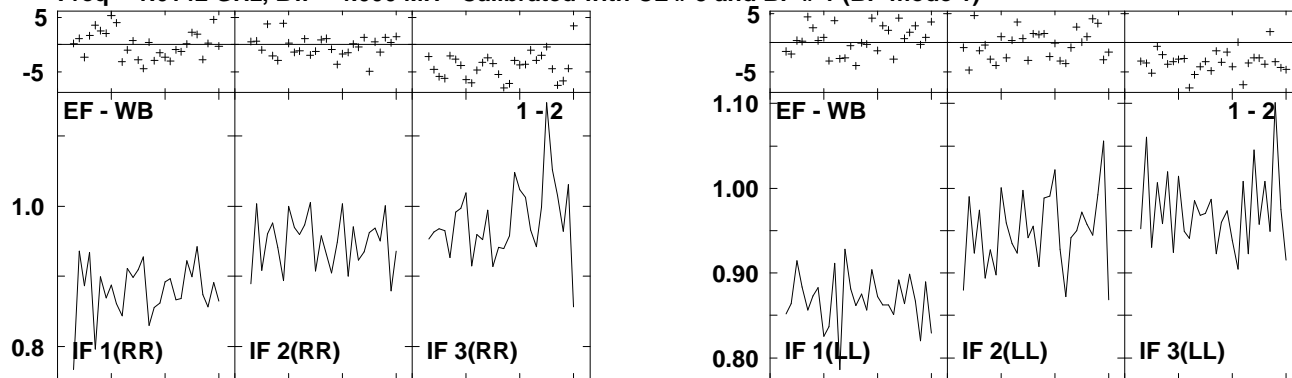 5
-5
EF - WB
1 - 2
1.0
0.8
IF 1(RR)
IF 2(RR)
IF 3(RR)
5
-5
1.10
EF - WB
1 - 2
1.00
0.90
0.80
IF 1(LL)
IF 2(LL)
IF 3(LL)